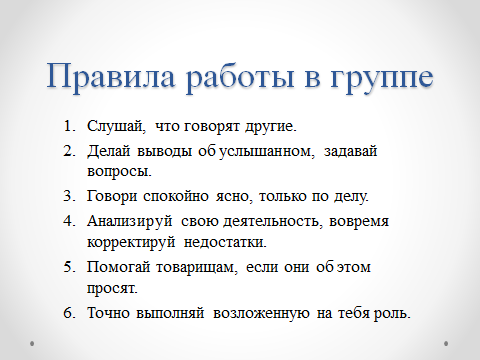 Правила работы в группе
1. Слушай, что говорят другие.
2. Делай выводы об услышанном, задавай
вопросы.
3. Говори спокойно ясно, только по делу.
4. Анализируй свою деятельность, вовремя
корректируй недостатки.
5. Помогай товарищам, если они об этом
просят.
6. Точно выполняй возложенную на тебя роль.